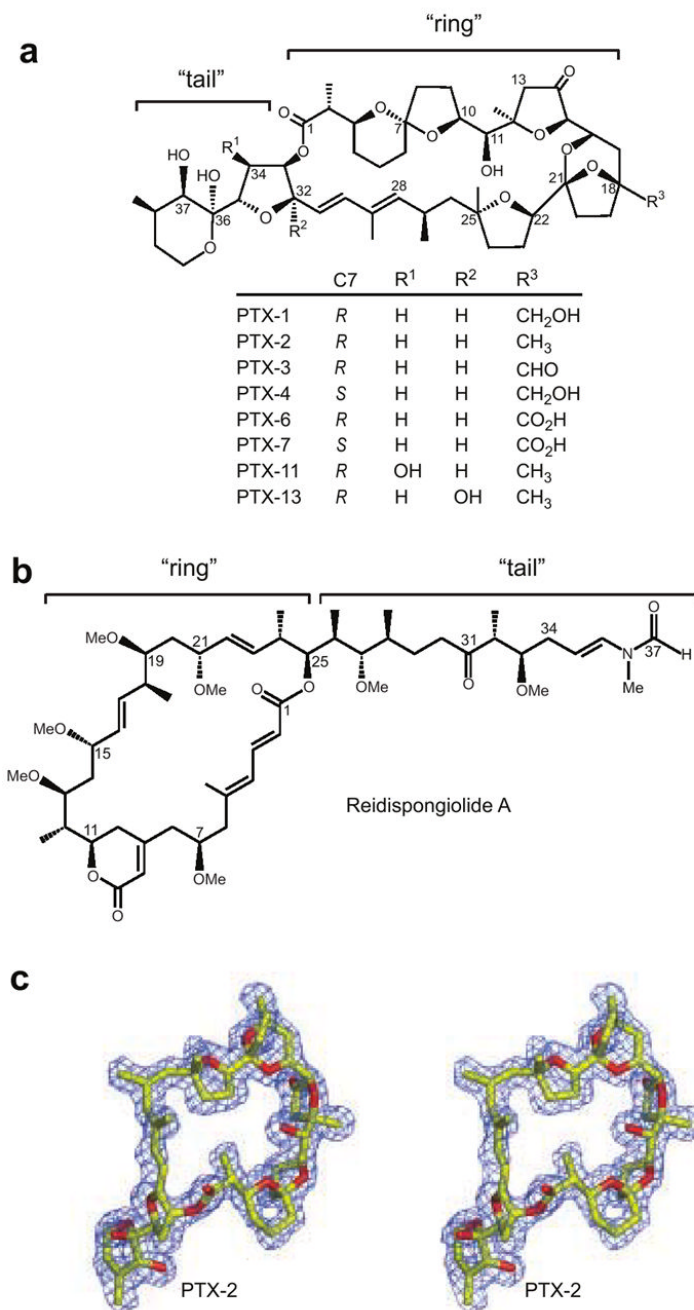 a
"ring"
"tail"
O
1
R1
O
7
O
10
11
OH
13
O
O
O
O
21
18
R3
HO
HO
37
36
O
34
O
32
R2
28
25
O
22
C7 R1 R2 R3
PTX-1 R H H CH2OH
PTX-2 R H H CH3
PTX-3 R H H CHO
PTX-4 S H H CH2OH
PTX-6 R H H CO2H
PTX-7 S H H CO2H
PTX-11 R OH H CH3
PTX-13 R H OH CH3
b
"ring" "tail"
MeO
19
21
OMe
25
OMe
31
O
34
OMe
N
Me
O
37
H
O
O
1
MeO
15
MeO
11
O
O
7
OMe
Reidispongiolide A
c
PTX-2 PTX-2